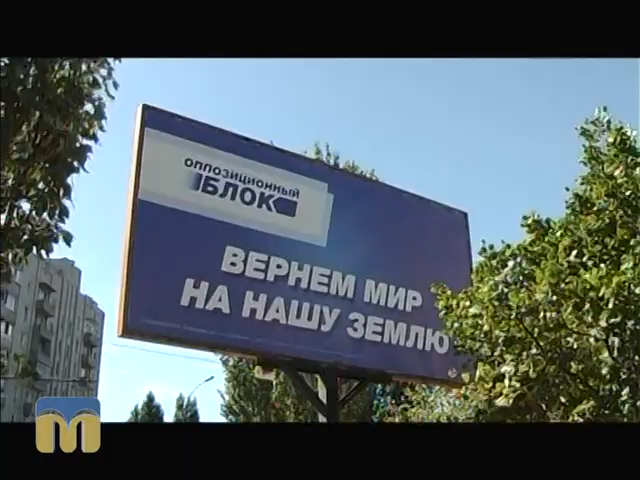 ОППОЗИЦИОННЫЙ
БЛОК
ВЕРНЕМ МИР
НА НАШУ ЗЕМЛЮ
М